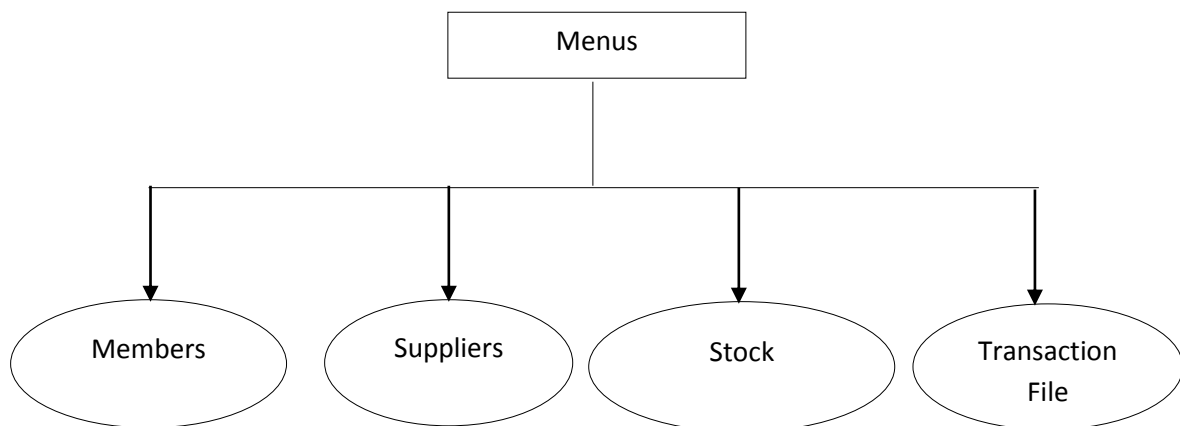 Menus
Members
Suppliers
Stock
Transaction
File